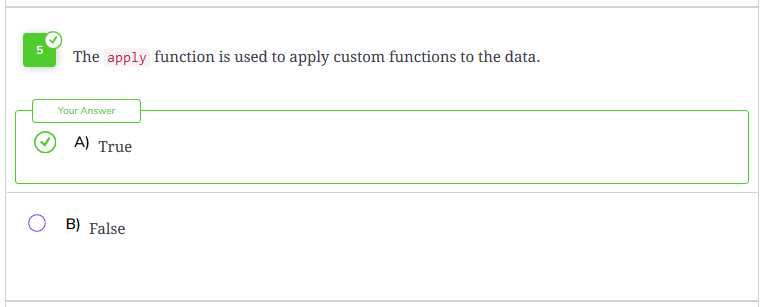 5
The apply function is used to apply custom functions to the data.
Your Answer
A) True
B) False